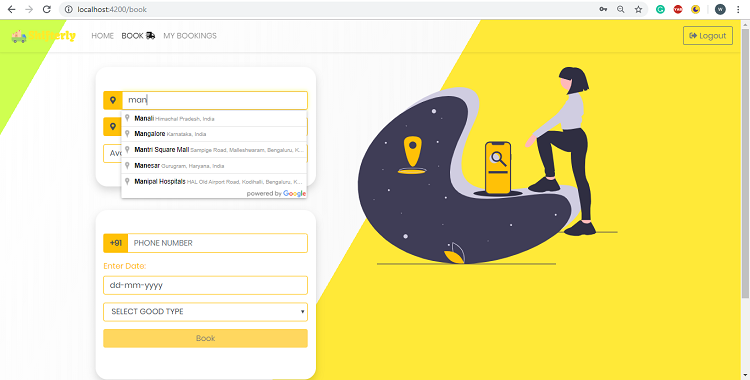 localhost:4200/book
HOME BOOK MY BOOKINGS Logout
man
Manali Himachal Pradesh, India
Mangalore Karnataka, India
Mantri Square Mall Sampige Road, Malleshwaram, Bengaluru, K...
Manesar Gurugram, Haryana, India
Manipal Hospitals HAL Old Airport Road, Kodihalli, Bengaluru, K...
powered by Google
+91 PHONE NUMBER
Enter Date:
dd-mm-yyyy
SELECT GOOD TYPE
Book